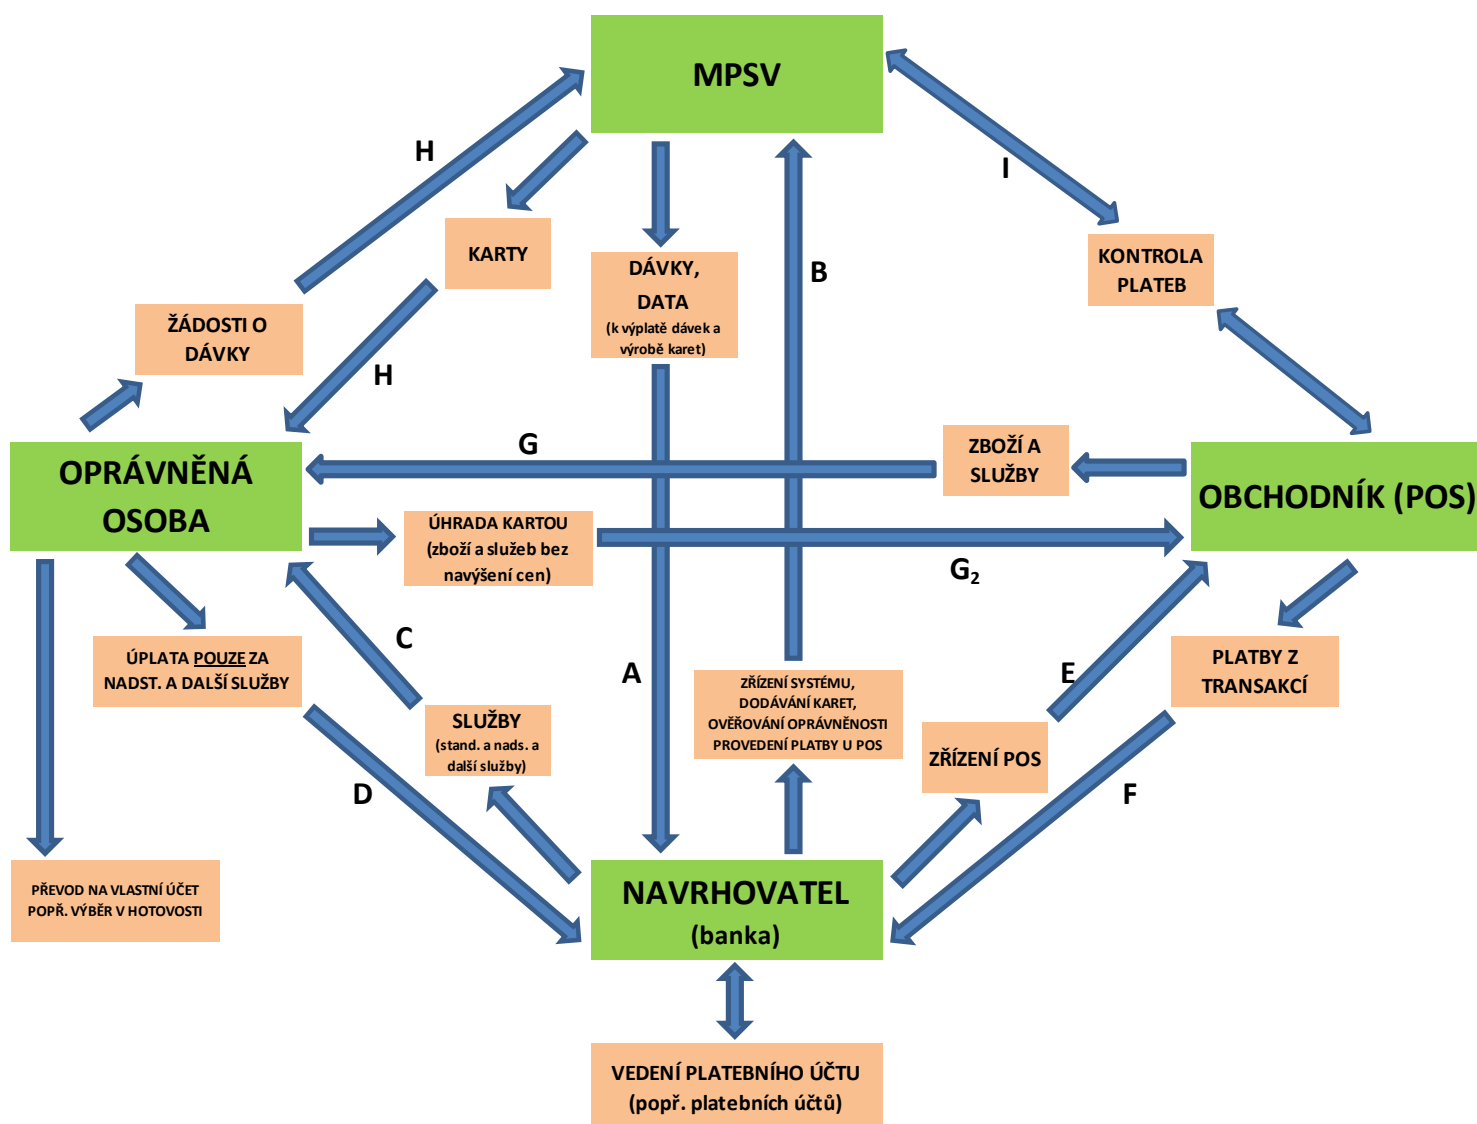 MPSV
H
I
KARTY
KONTROLA
PLATEB
DÁVKY,
DATA
(k výplatě dávek a
výrobě karet)
B
ŽÁDOSTI O
DÁVKY
H
G
ZBOŽÍ A
SLUŽBY
OPRÁVNĚNÁ
OSOBA
OBCHODNÍK (POS)
ÚHRADA KARTOU
(zboží a služeb bez
navýšení cen)
G₂
C
A
E
ÚPLATA POUZE ZA
NADST. A DALŠÍ SLUŽBY
PLATBY Z
TRANSAKCÍ
ZŘÍZENÍ SYSTÉMU,
DODÁVÁNÍ KARET,
OVĚŘOVÁNÍ OPRÁVNĚNOSTI
PROVEDENÍ PLATBY U POS
SLUŽBY
(stand. a nads. a
další služby)
ZŘÍZENÍ POS
D
F
PŘEVOD NA VLASTNÍ ÚČET
POPŘ. VÝBĚR V HOTOVOSTI
NAVRHOVATEL
(banka)
VEDENÍ PLATEBNÍHO ÚČTU
(popř. platebních účtů)